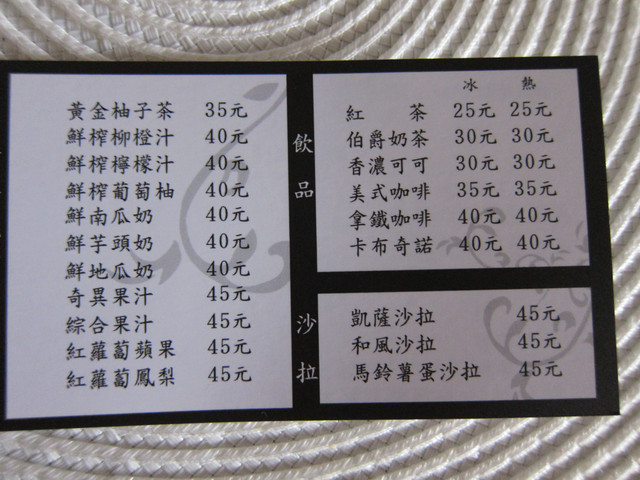 黃金柚子茶 35元
鮮榨柳橙汁 40元
鮮榨檸檬汁 40元
鮮榨葡萄柚 40元
鮮南瓜奶 40元
鮮芋頭奶 40元
鮮地瓜奶 40元
奇異果汁 45元
綜合果汁 45元
紅蘿蔔蘋果 45元
紅蘿蔔鳳梨 45元
飲品
冰 熱
紅 茶 25元 25元
伯爵奶茶 30元 30元
香濃可可 30元 30元
美式咖啡 35元 35元
拿鐵咖啡 40元 40元
卡布奇諾 40元 40元
沙拉
凱薩沙拉 45元
和風沙拉 45元
馬鈴薯蛋沙拉 45元